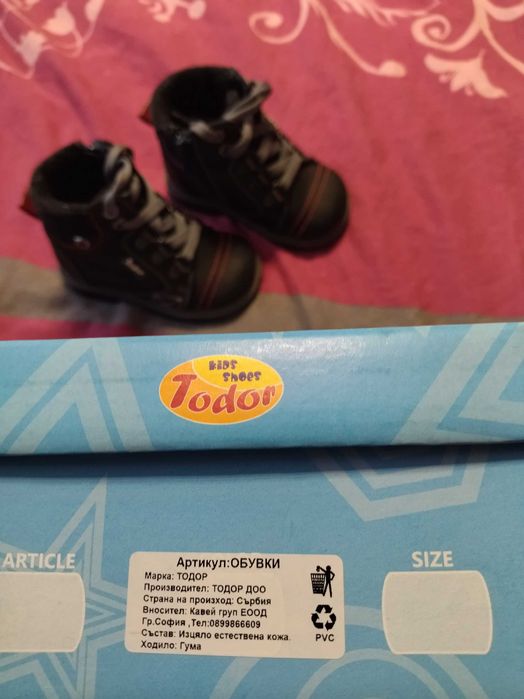 KIDS
SHOES
Todor
ARTICLE
SIZE
Артикул:ОБУВКИ
Марка: ТОДОР
Производител: ТОДОР ДОО
Страна на произход: Сърбия
Вносител: Кавей груп ЕООД
Гр.София ,Тел:0899866609
Състав: Изцяло естествена кожа.
Ходило: Гума
PVC